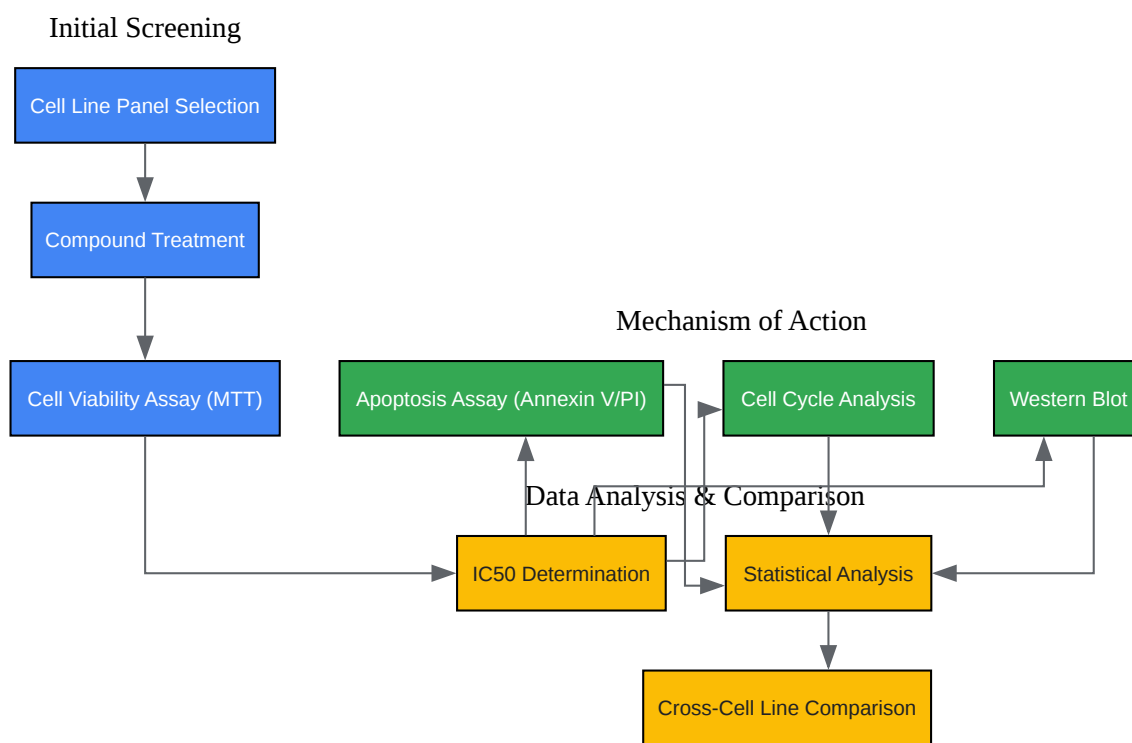 Initial Screening
Cell Line Panel Selection
Compound Treatment
Mechanism of Action
Cell Viability Assay (MTT)
Apoptosis Assay (Annexin V/PI)
Cell Cycle Analysis
Western Blot
Data Analysis & Comparison
IC50 Determination
Statistical Analysis
Cross-Cell Line Comparison